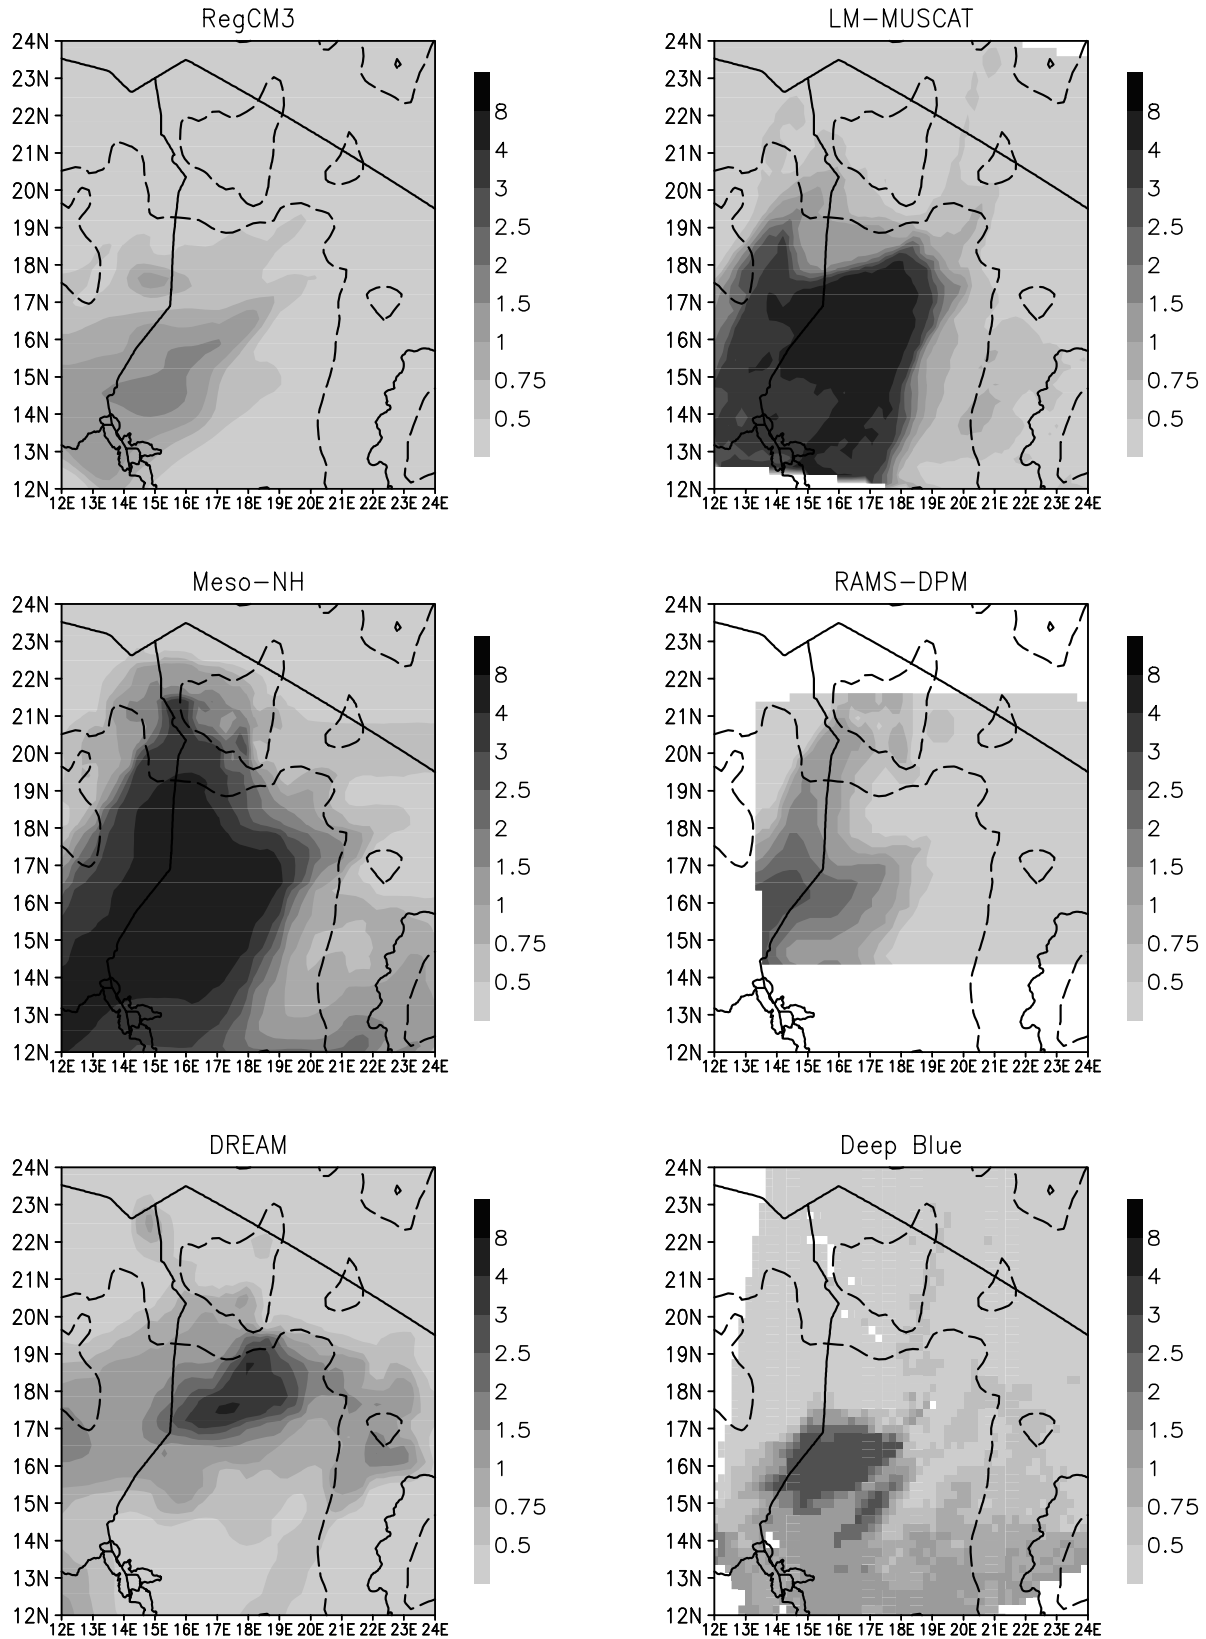 RegCM3
24N
23N
22N
21N
20N
19N
18N
17N
16N
15N
14N
13N
12N
12E 13E 14E 15E 16E 17E 18E 19E 20E 21E 22E 23E 24E
8
4
3
2.5
2
1.5
1
0.75
0.5
LM-MUSCAT
24N
23N
22N
21N
20N
19N
18N
17N
16N
15N
14N
13N
12N
12E 13E 14E 15E 16E 17E 18E 19E 20E 21E 22E 23E 24E
8
4
3
2.5
2
1.5
1
0.75
0.5
Meso-NH
24N
23N
22N
21N
20N
19N
18N
17N
16N
15N
14N
13N
12N
12E 13E 14E 15E 16E 17E 18E 19E 20E 21E 22E 23E 24E
8
4
3
2.5
2
1.5
1
0.75
0.5
RAMS-DPM
24N
23N
22N
21N
20N
19N
18N
17N
16N
15N
14N
13N
12N
12E 13E 14E 15E 16E 17E 18E 19E 20E 21E 22E 23E 24E
8
4
3
2.5
2
1.5
1
0.75
0.5
DREAM
24N
23N
22N
21N
20N
19N
18N
17N
16N
15N
14N
13N
12N
12E 13E 14E 15E 16E 17E 18E 19E 20E 21E 22E 23E 24E
8
4
3
2.5
2
1.5
1
0.75
0.5
Deep Blue
24N
23N
22N
21N
20N
19N
18N
17N
16N
15N
14N
13N
12N
12E 13E 14E 15E 16E 17E 18E 19E 20E 21E 22E 23E 24E
8
4
3
2.5
2
1.5
1
0.75
0.5